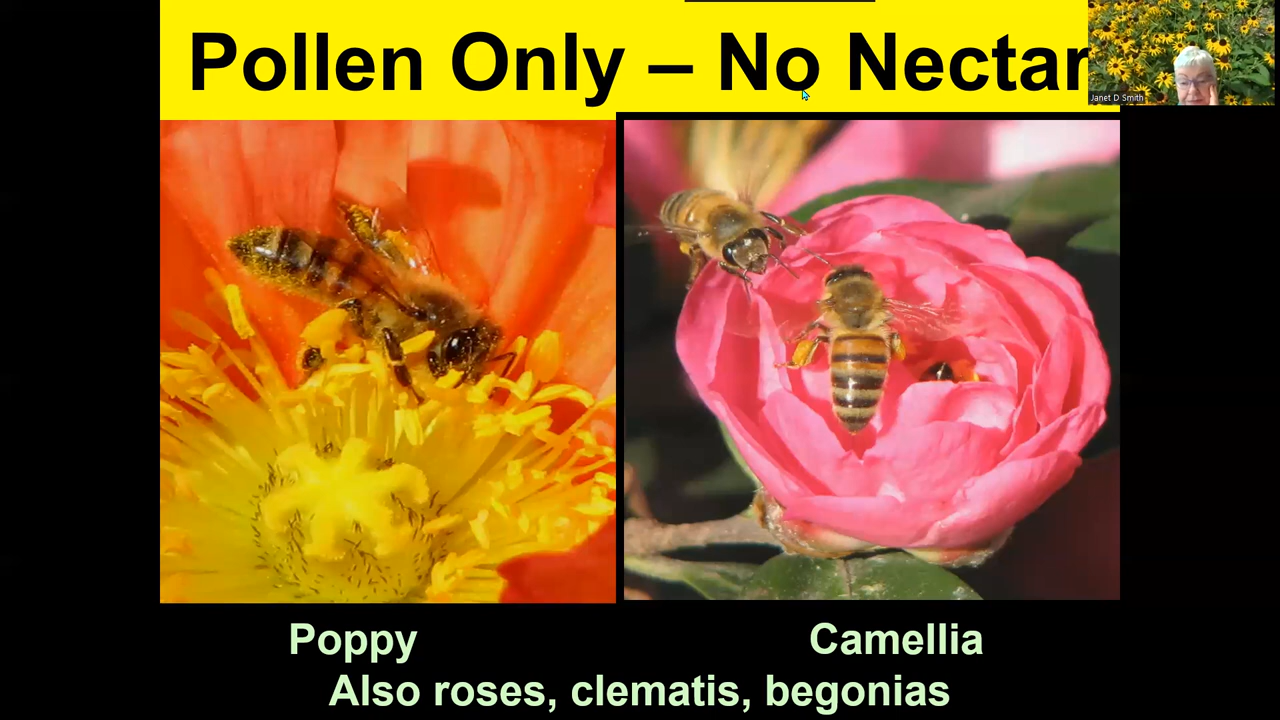 Pollen Only – No Nectar
Janet D Smith
Poppy
Camellia
Also roses, clematis, begonias